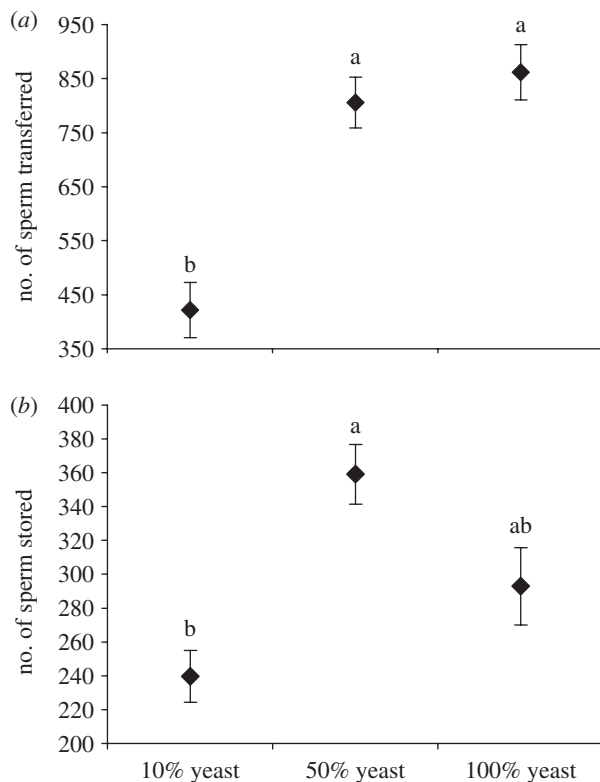 (a)
no. of sperm transferred
950
850
750
650
550
450
350
b
a
a
(b)
no. of sperm stored
400
380
360
340
320
300
280
260
240
220
200
b
a
ab
10% yeast 50% yeast 100% yeast